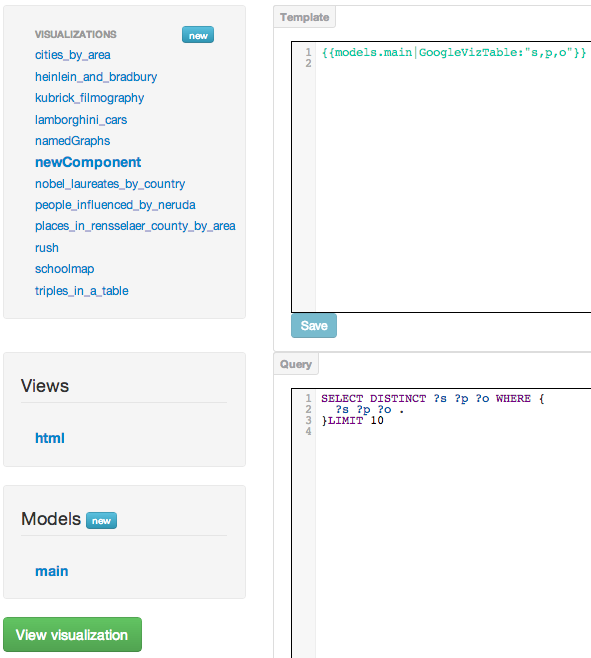 VISUALIZATIONS new
cities_by_area
heinlein_and_bradbury
kubrick_filmography
lamborghini_cars
namedGraphs
newComponent
nobel_laureates_by_country
people_influenced_by_neruda
places_in_rensselaer_county_by_area
rush
schoolmap
triples_in_a_table
Views
html
Models new
main
View visualization
Template
1 {{models.main|GoogleVizTable:"s,p,o"}}
2
Save
Query
1 SELECT DISTINCT ?s ?p ?o WHERE {
2 ?s ?p ?o .
3 }LIMIT 10
4